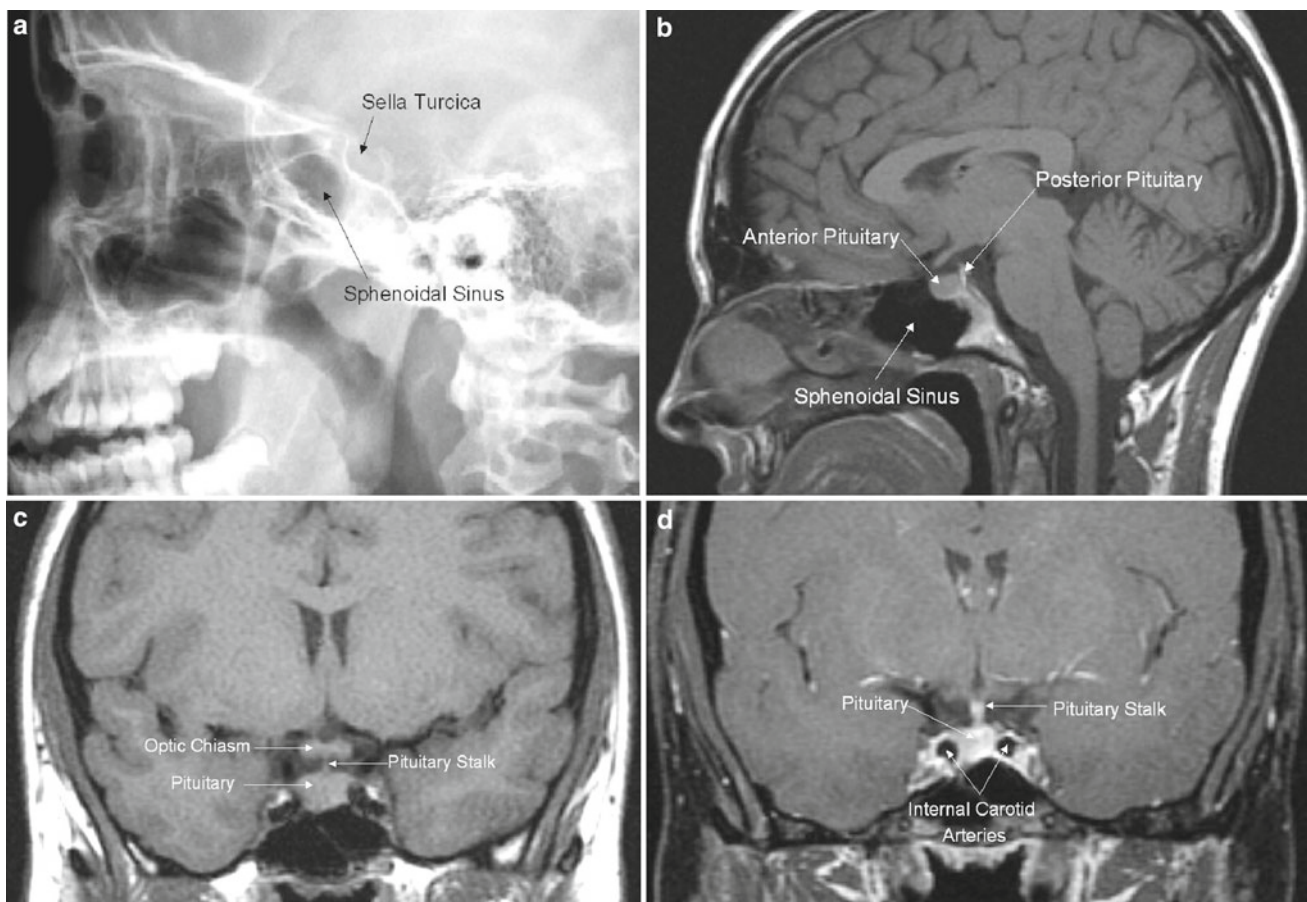 a
Sella Turcica
Sphenoidal Sinus
b
Posterior Pituitary
Anterior Pituitary
Sphenoidal Sinus
c
Optic Chiasm
Pituitary Stalk
Pituitary
d
Pituitary
Pituitary Stalk
Internal Carotid
Arteries